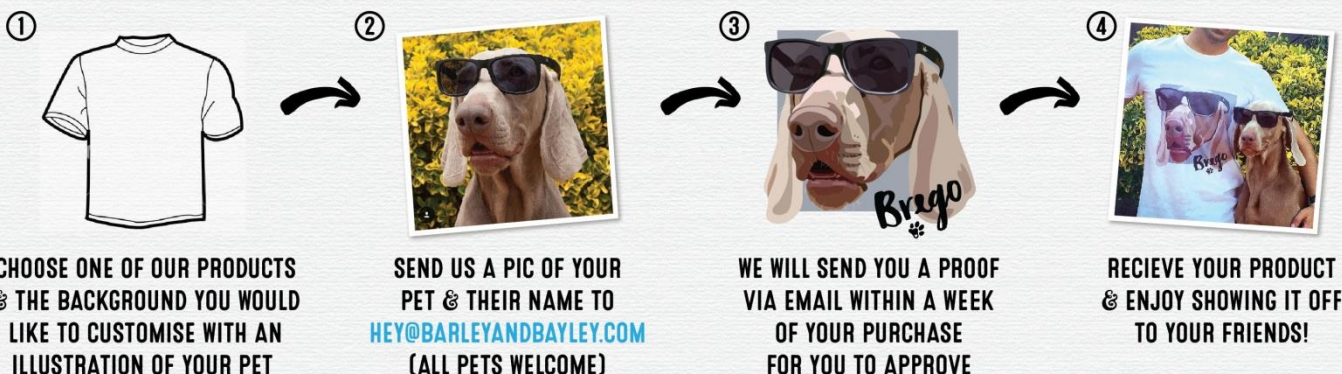 1
CHOOSE ONE OF OUR PRODUCTS
& THE BACKGROUND YOU WOULD
LIKE TO CUSTOMISE WITH AN
ILLUSTRATION OF YOUR PET
2
SEND US A PIC OF YOUR
PET & THEIR NAME TO
HEY@BARLEYANDBAYLEY.COM
(ALL PETS WELCOME)
3
Brego
WE WILL SEND YOU A PROOF
VIA EMAIL WITHIN A WEEK
OF YOUR PURCHASE
FOR YOU TO APPROVE
4
Brego
RECIEVE YOUR PRODUCT
& ENJOY SHOWING IT OFF
TO YOUR FRIENDS!